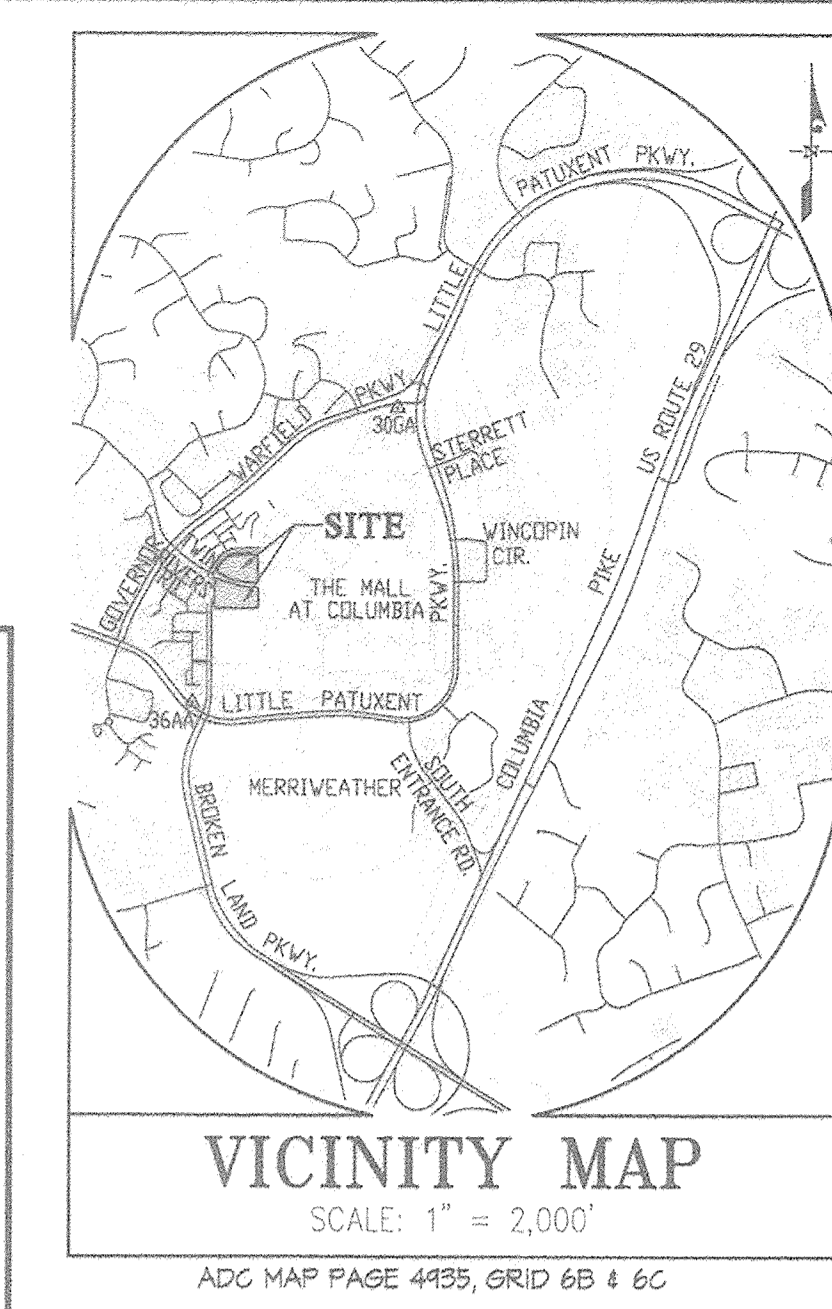 PATUXENT PKWY.
LITTLE
US ROUTE 29
PKWY.
30GA
WARFIELD
STERRETT
PLACE
SITE
WINCOPIN
CIR.
TWIN
RIVERS
GOVERNOR
THE MALL
AT COLUMBIA
PKWY.
PIKE
LITTLE PATUXENT
36AA
COLUMBIA
SOUTH
ENTRANCE RD.
MERRIWEATHER
BROKEN
LAND PKWY.
VICINITY MAP
SCALE: 1" = 2,000'
ADC MAP PAGE 4935, GRID 6B & 6C